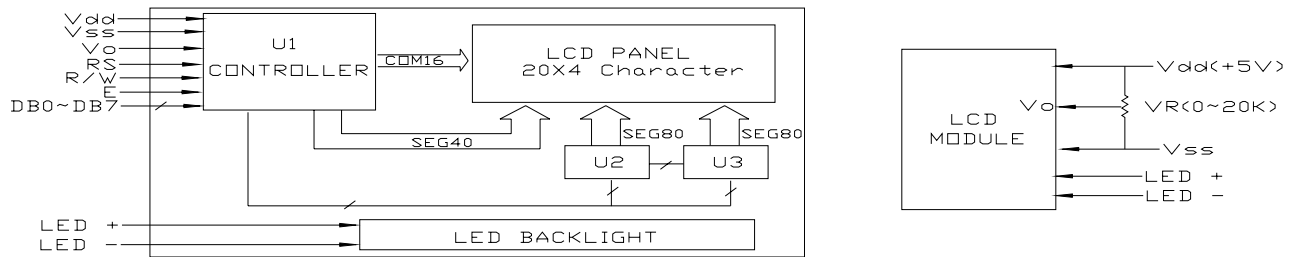 Vdd
Vss
Vo
RS
R/W
E
DB0~DB7
U1
CONTROLLER
COM16
LCD PANEL
20X4 Character
SEG40
SEG80
SEG80
U2
U3
LED +
LED -
LED BACKLIGHT
LCD
MODULE
Vdd(+5V)
Vo
VR(0~20K)
Vss
LED +
LED -